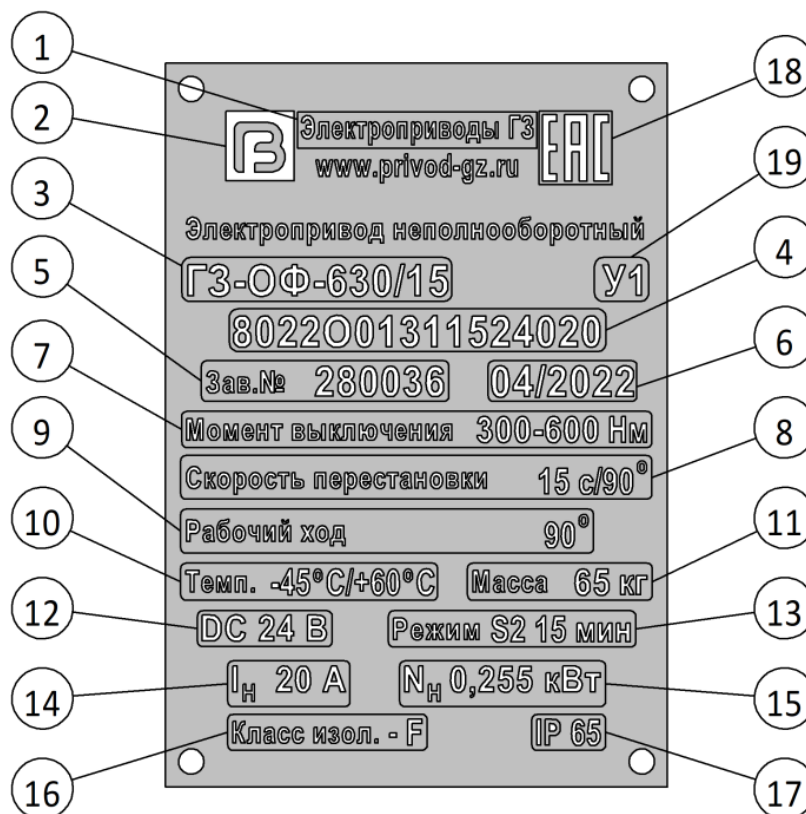 1
2
3
5
7
9
10
12
14
16
Электроприводы ГЗ
EAC
www.privod-gz.ru
Электропривод неполнооборотный
ГЗ-ОФ-630/15 У1
8022О01311524020
Зав.№ 280036 04/2022
Момент выключения 300-600 Нм
Скорость перестановки 15 с/90°
Рабочий ход 90°
Темп. -45°С/+60°С Масса 65 кг
DC 24 В Режим S2 15 мин
Iн 20 А Nн 0,255 кВт
Класс изол. - F IP 65
18
19
4
6
8
11
13
15
17